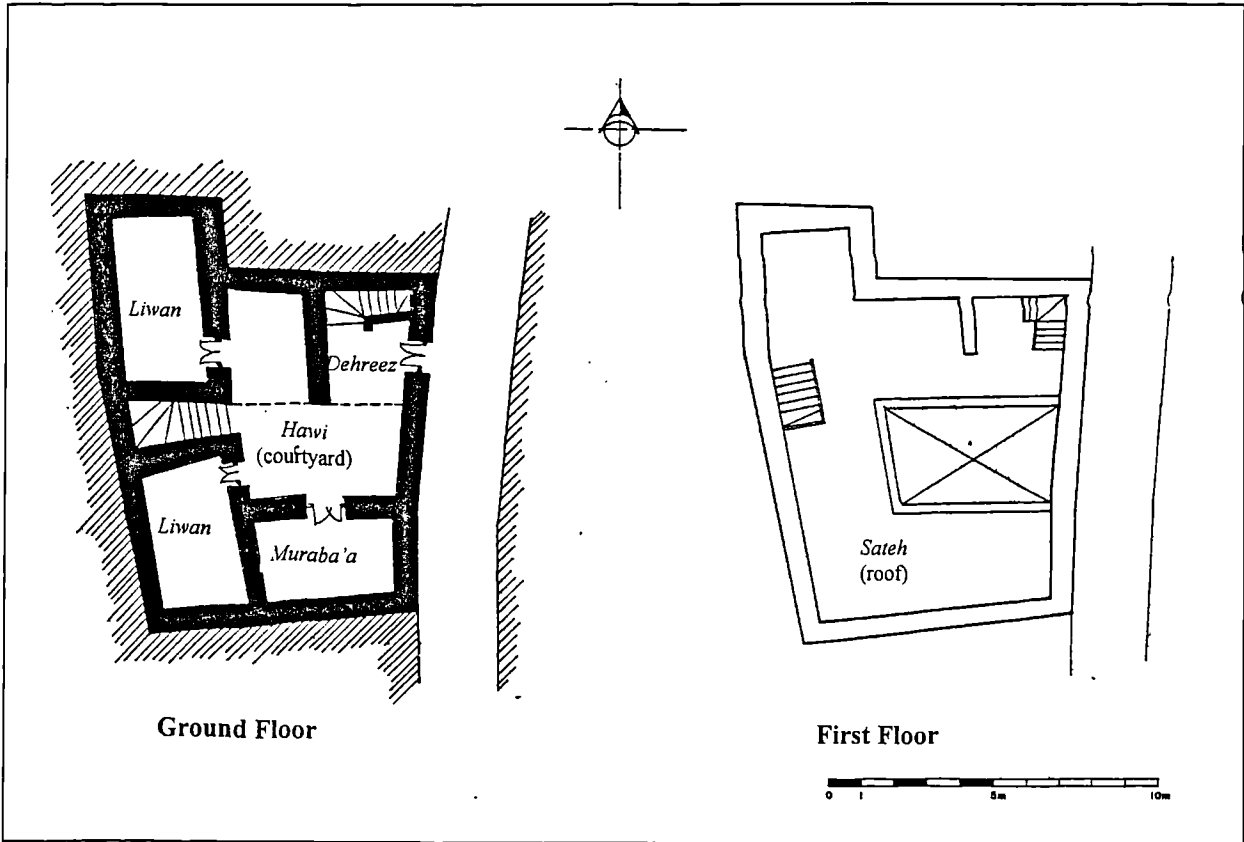 Liwan
Dehreez
Hawi
(courtyard)
Liwan
Muraba'a
Ground Floor
Sateh
(roof)
First Floor
0 1 5m 10m